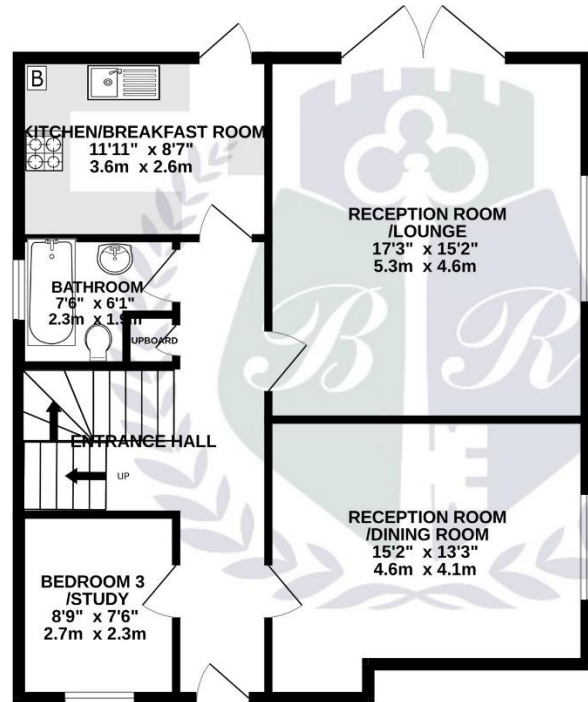 B
KITCHEN/BREAKFAST ROOM
11'11" x 8'7"
3.6m x 2.6m
RECEPTION ROOM
/LOUNGE
17'3" x 15'2"
5.3m x 4.6m
BATHROOM
7'6" x 6'1"
2.3m x 1.9m
UPBOARD
B R
ENTRANCE HALL
UP
RECEPTION ROOM
/DINING ROOM
15'2" x 13'3"
4.6m x 4.1m
BEDROOM 3
/STUDY
8'9" x 7'6"
2.7m x 2.3m